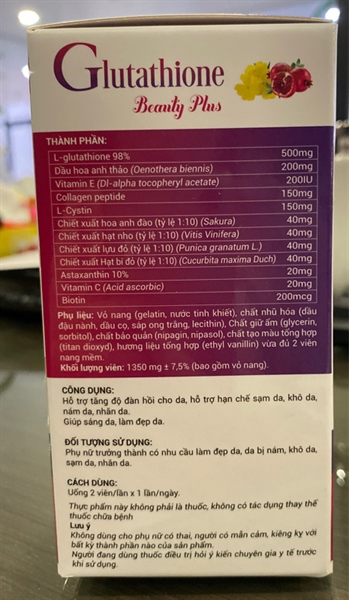 Glutathione
Beauty Plus
THÀNH PHẦN:
L-glutathione 98% 500mg
Dầu hoa anh thảo (Oenothera biennis) 200mg
Vitamin E (Dl-alpha tocopheryl acetate) 200IU
Collagen peptide 150mg
L-Cystin 150mg
Chiết xuất hoa anh đào (tỷ lệ 1:10) (Sakura) 40mg
Chiết xuất hạt nho (tỷ lệ 1:10) (Vitis Vinifera) 40mg
Chiết xuất lựu đỏ (tỷ lệ 1:10) (Punica granatum L.) 40mg
Chiết xuất Hạt bí đỏ (tỷ lệ 1:10) (Cucurbita maxima Duch) 40mg
Astaxanthin 10% 20mg
Vitamin C (Acid ascorbic) 20mg
Biotin 200mcg
Phụ liệu: Vỏ nang (gelatin, nước tinh khiết), chất nhũ hóa (dầu
đậu nành, dầu cọ, sáp ong trắng, lecithin), Chất giữ ẩm (glycerin,
sorbitol), chất bảo quản (nipagin, nipasol), chất tạo màu tổng hợp
(titan dioxyd), hương liệu tổng hợp (ethyl vanillin) vừa đủ 2 viên
nang mềm.
Khối lượng viên: 1350 mg ± 7,5% (bao gồm vỏ nang).
CÔNG DỤNG:
Hỗ trợ tăng độ đàn hồi cho da, hỗ trợ hạn chế sạm da, khô da,
nám da, nhăn da.
Giúp sáng da, làm đẹp da.
ĐỐI TƯỢNG SỬ DỤNG:
Phụ nữ trưởng thành có nhu cầu làm đẹp da, da bị nám, khô da,
sạm da, nhăn da.
CÁCH DÙNG:
Uống 2 viên/lần x 1 lần/ngày.
Thực phẩm này không phải là thuốc, không có tác dụng thay thế
thuốc chữa bệnh
Lưu ý
Không dùng cho phụ nữ có thai, người có mẫn cảm, kiêng kỵ với
bất kỳ thành phần nào của sản phẩm.
Người đang dùng thuốc điều trị hỏi ý kiến chuyên gia y tế trước
khi sử dụng.